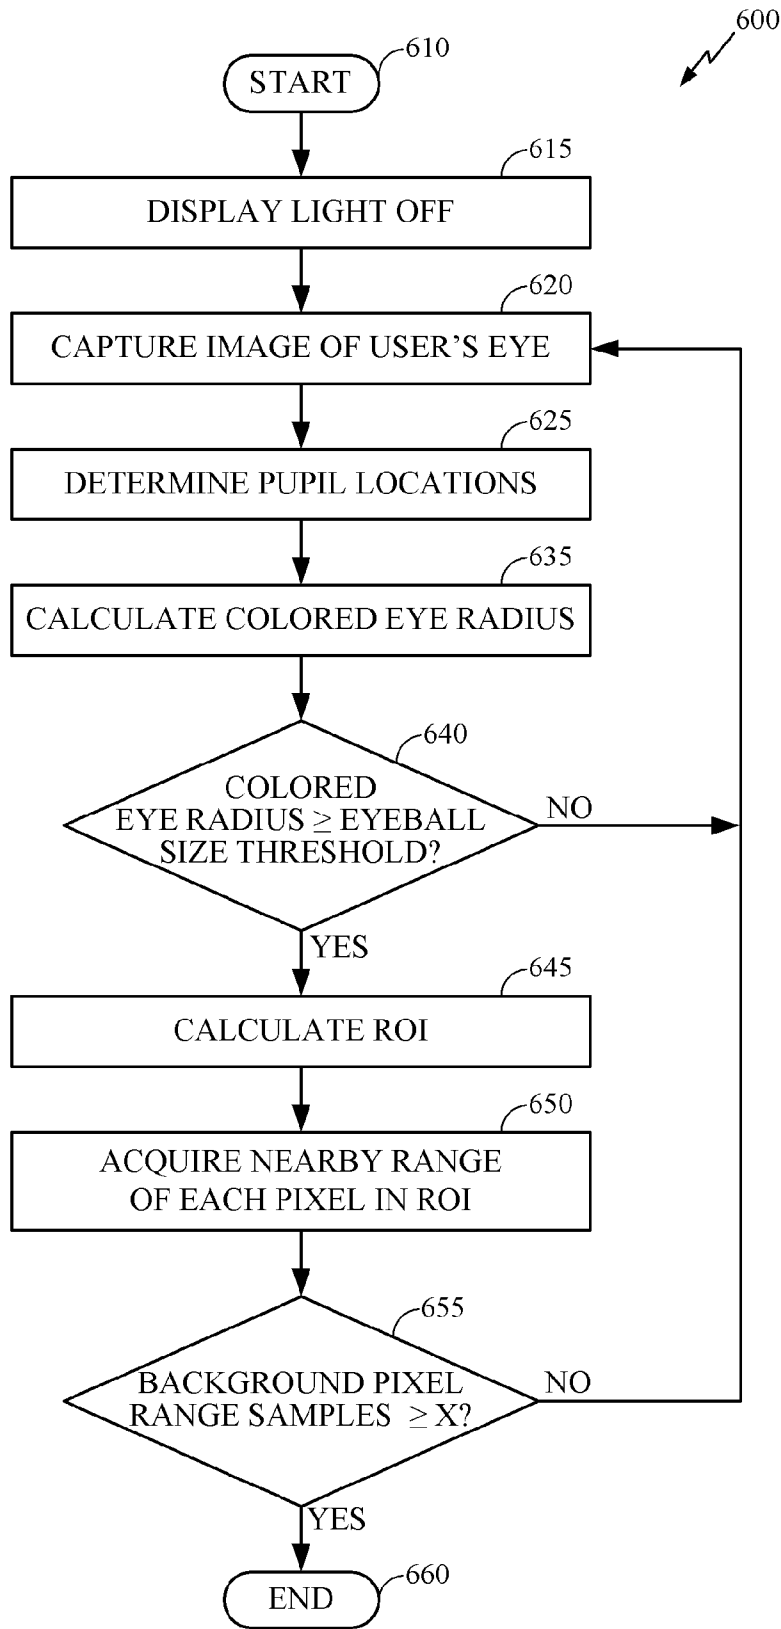 600
610
START
615
DISPLAY LIGHT OFF
620
CAPTURE IMAGE OF USER'S EYE
625
DETERMINE PUPIL LOCATIONS
635
CALCULATE COLORED EYE RADIUS
640
COLORED
EYE RADIUS ≥ EYEBALL
SIZE THRESHOLD?
NO
YES
645
CALCULATE ROI
650
ACQUIRE NEARBY RANGE
OF EACH PIXEL IN ROI
655
BACKGROUND PIXEL
RANGE SAMPLES ≥ X?
NO
YES
660
END